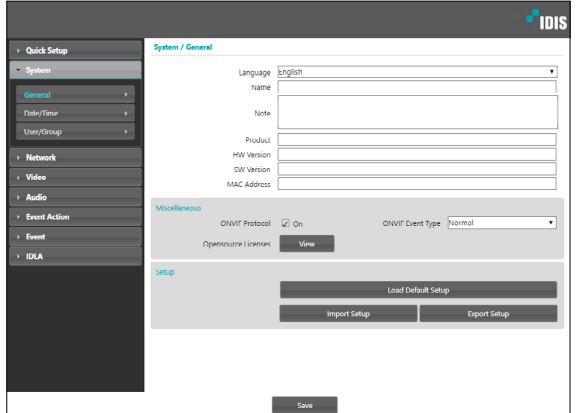 IDIS
Quick Setup
System
General
Date/Time
User/Group
Network
Video
Audio
Event Action
Event
IDLA
System / General
Language English
Name
Note
Product
HW Version
SW Version
MAC Address
Miscellaneous
ONVIF Protocol On ONVIF Event Type Normal
Opensource Licenses View
Setup
Load Default Setup
Import Setup Export Setup
Save